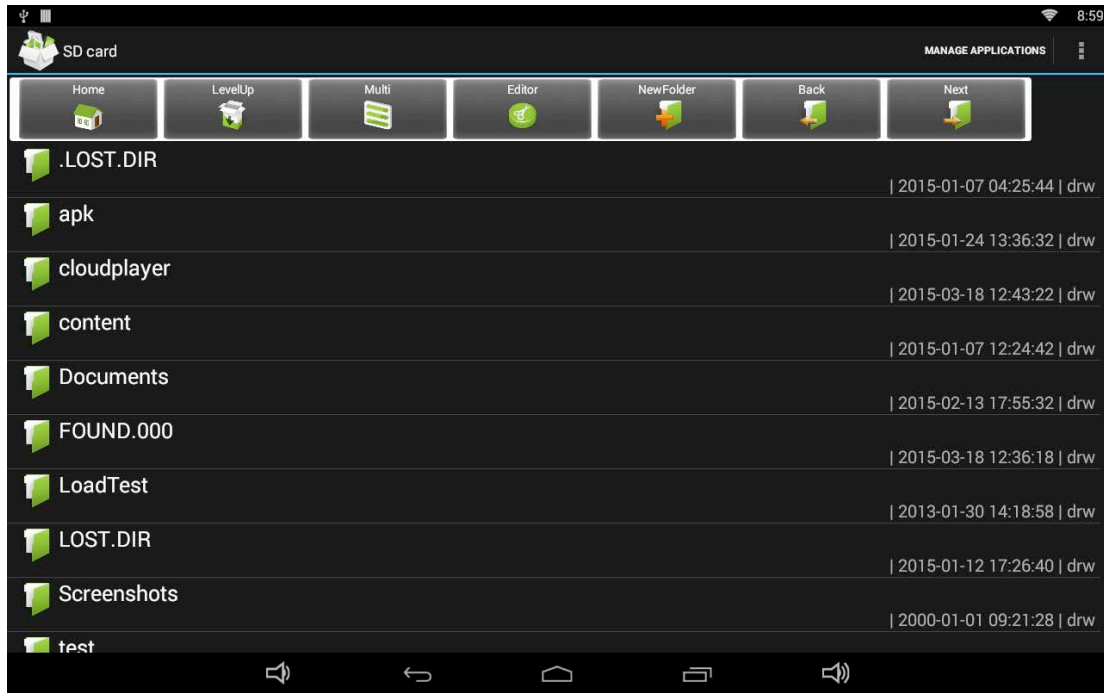 8:59
SD card
MANAGE APPLICATIONS
Home LevelUp Multi Editor NewFolder Back Next
.LOST.DIR
| 2015-01-07 04:25:44 | drw
apk
| 2015-01-24 13:36:32 | drw
cloudplayer
| 2015-03-18 12:43:22 | drw
content
| 2015-01-07 12:24:42 | drw
Documents
| 2015-02-13 17:55:32 | drw
FOUND.000
| 2015-03-18 12:36:18 | drw
LoadTest
| 2013-01-30 14:18:58 | drw
LOST.DIR
| 2015-01-12 17:26:40 | drw
Screenshots
| 2000-01-01 09:21:28 | drw
test